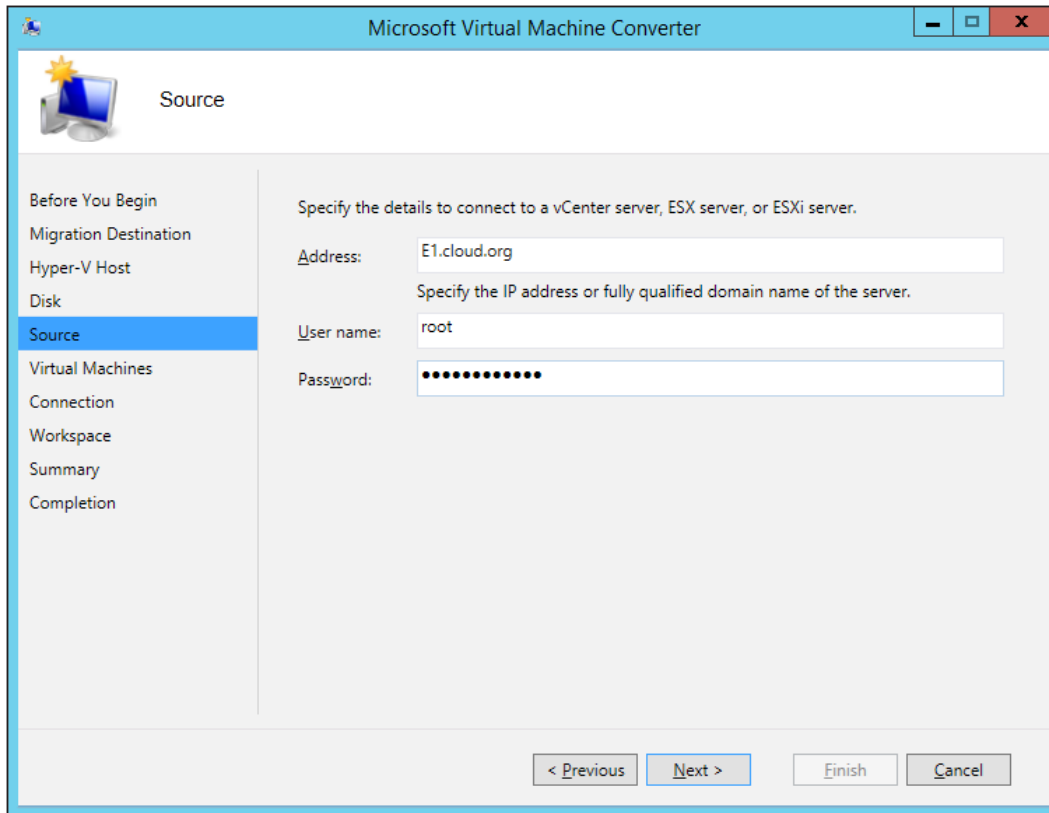 Microsoft Virtual Machine Converter
Source
Before You Begin
Migration Destination
Hyper-V Host
Disk
Source
Virtual Machines
Connection
Workspace
Summary
Completion
Specify the details to connect to a vCenter server, ESX server, or ESXi server.
Address: E1.cloud.org
Specify the IP address or fully qualified domain name of the server.
User name: root
Password: ••••••••••••
< Previous Next > Finish Cancel